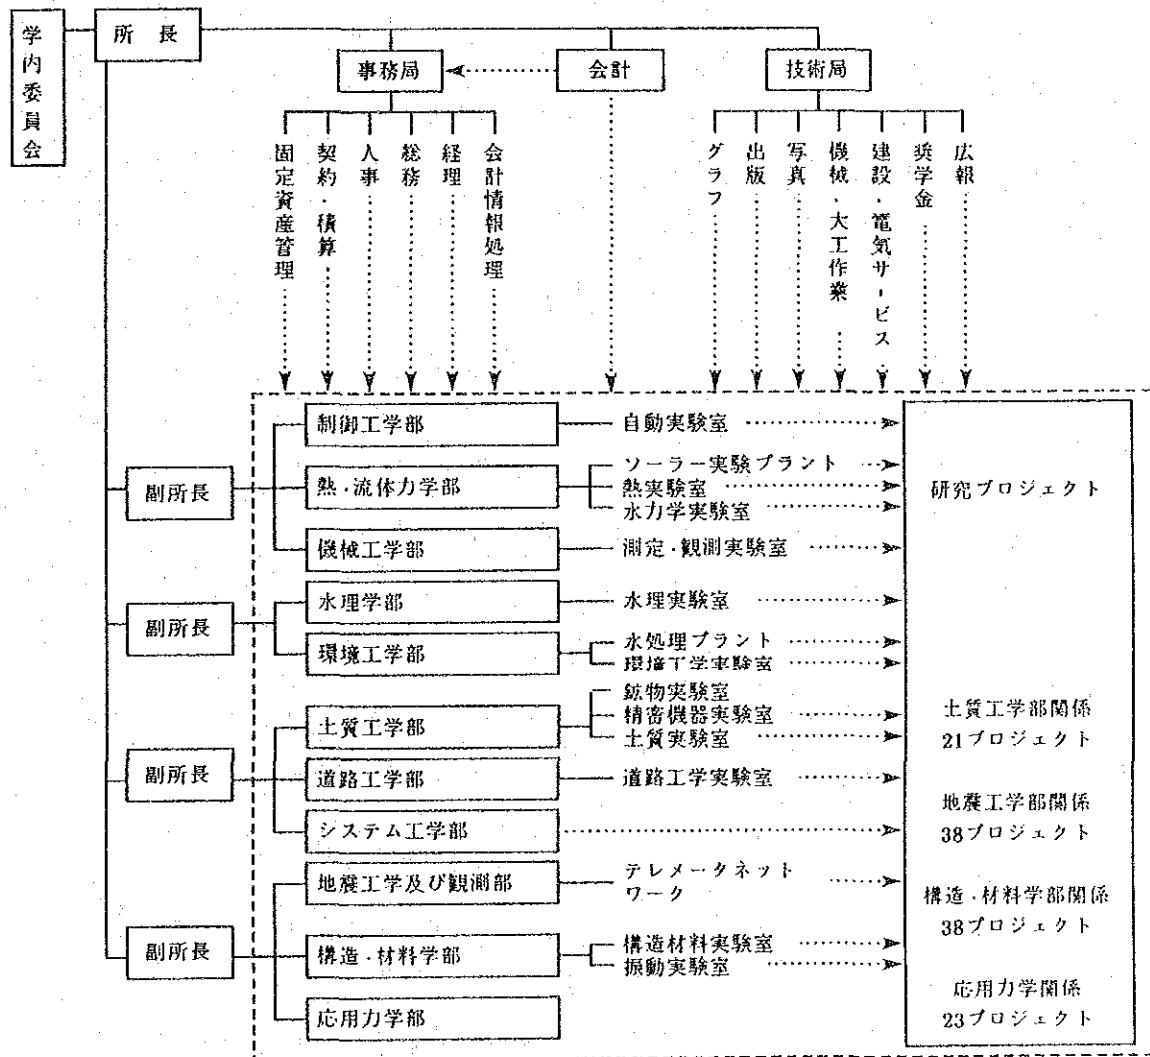 学内委員会
所長
事務局
会計
技術局
固定資産管理
契約・積算
人事
総務
経理
会計情報処理
グラフ
出版
写真
機械・大工作業
建設・電気サービス
奨学金
広報
副所長
制御工学部
自動実験室
熱・流体力学部
ソーラー実験プラント
熱実験室
水力学実験室
機械工学部
測定・観測実験室
研究プロジェクト
副所長
水理学部
水理実験室
環境工学部
水処理プラント
環境工学実験室
副所長
土質工学部
鉱物実験室
精密機器実験室
土質実験室
道路工学部
道路工学実験室
システム工学部
土質工学部関係
21プロジェクト
地震工学部関係
38プロジェクト
副所長
地震工学及び観測部
テレメータネット
ワーク
構造・材料学部
構造材料実験室
振動実験室
応用力学部
構造・材料学部関係
38プロジェクト
応用力学関係
23プロジェクト